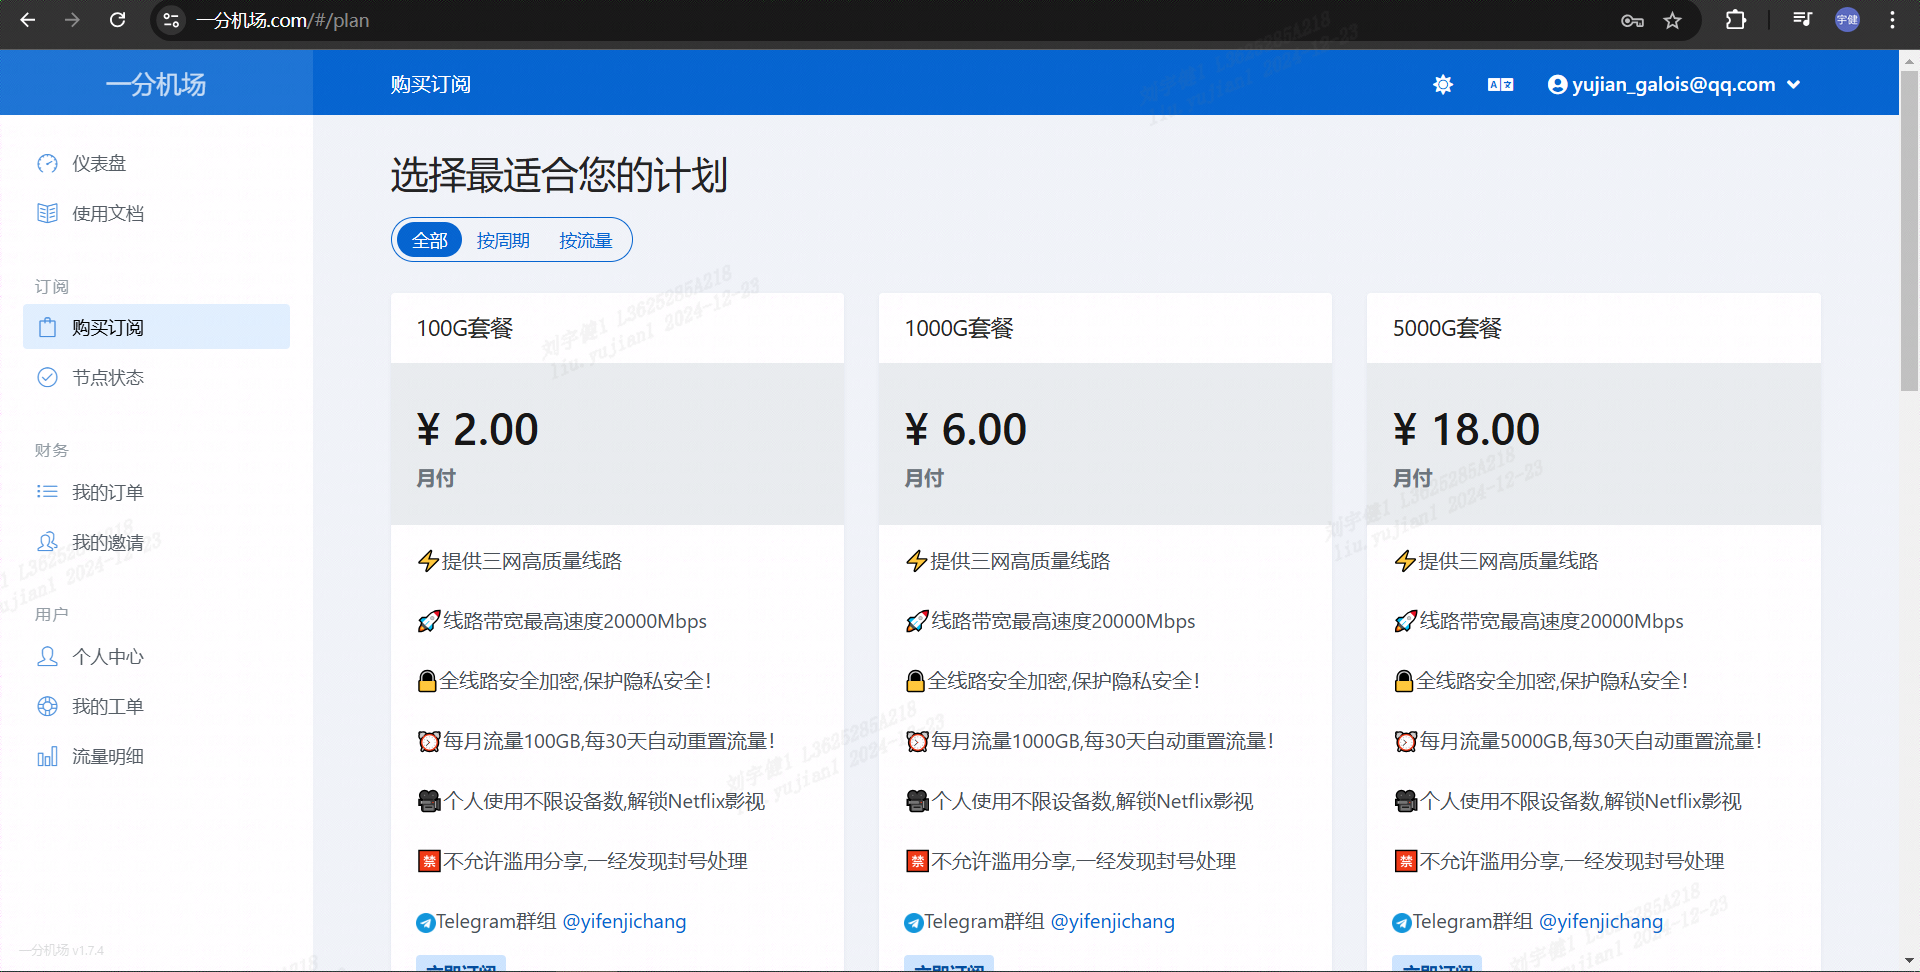 一分机场.com/#/plan
宇健
一分机场
购买订阅
yujian_galois@qq.com
仪表盘
使用文档
订阅
购买订阅
节点状态
财务
我的订单
我的邀请
用户
个人中心
我的工单
流量明细
一分机场 v1.7.4
选择最适合您的计划
全部 按周期 按流量
100G套餐
¥ 2.00
月付
⚡提供三网高质量线路
🚀线路带宽最高速度20000Mbps
🔒全线路安全加密,保护隐私安全!
⏰每月流量100GB,每30天自动重置流量!
🎥个人使用不限设备数,解锁Netflix影视
🈲不允许滥用分享,一经发现封号处理
Telegram群组 @yifenjichang
立即订阅
1000G套餐
¥ 6.00
月付
⚡提供三网高质量线路
🚀线路带宽最高速度20000Mbps
🔒全线路安全加密,保护隐私安全!
⏰每月流量1000GB,每30天自动重置流量!
🎥个人使用不限设备数,解锁Netflix影视
🈲不允许滥用分享,一经发现封号处理
Telegram群组 @yifenjichang
立即订阅
5000G套餐
¥ 18.00
月付
⚡提供三网高质量线路
🚀线路带宽最高速度20000Mbps
🔒全线路安全加密,保护隐私安全!
⏰每月流量5000GB,每30天自动重置流量!
🎥个人使用不限设备数,解锁Netflix影视
🈲不允许滥用分享,一经发现封号处理
Telegram群组 @yifenjichang
立即订阅
刘宇健1 L3625285A218
liu.yujian1 2024-12-23